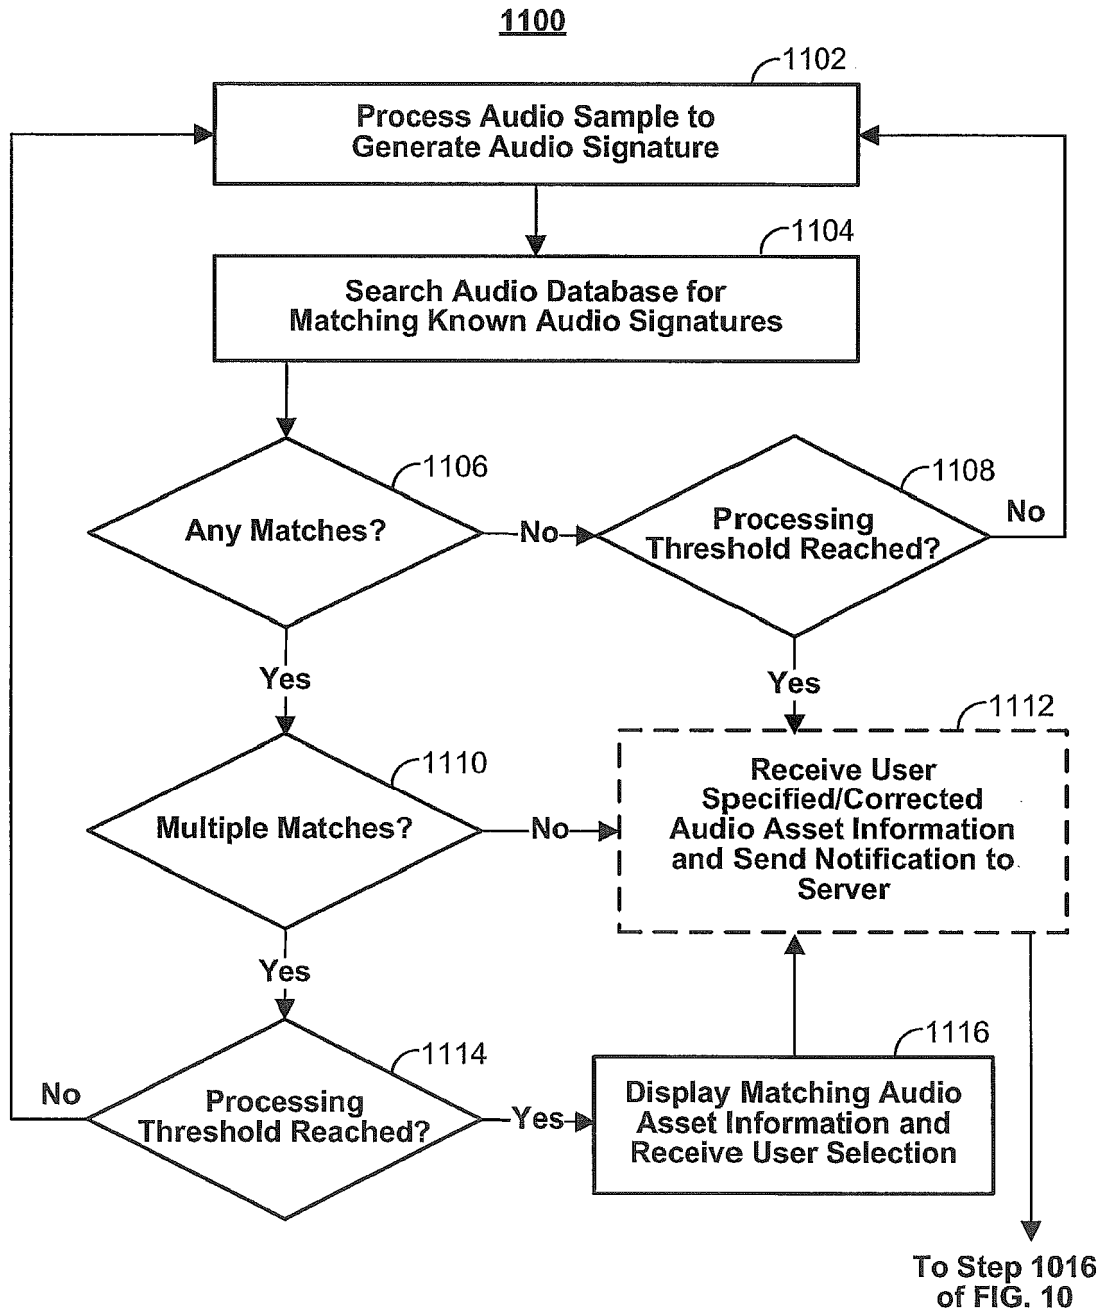 1100
1102
Process Audio Sample to
Generate Audio Signature
1104
Search Audio Database for
Matching Known Audio Signatures
1106
Any Matches?
No
1108
Processing
Threshold Reached?
No
Yes
Yes
1110
Multiple Matches?
No
1112
Receive User
Specified/Corrected
Audio Asset Information
and Send Notification to
Server
Yes
1114
Processing
Threshold Reached?
No
Yes
1116
Display Matching Audio
Asset Information and
Receive User Selection
To Step 1016
of FIG. 10